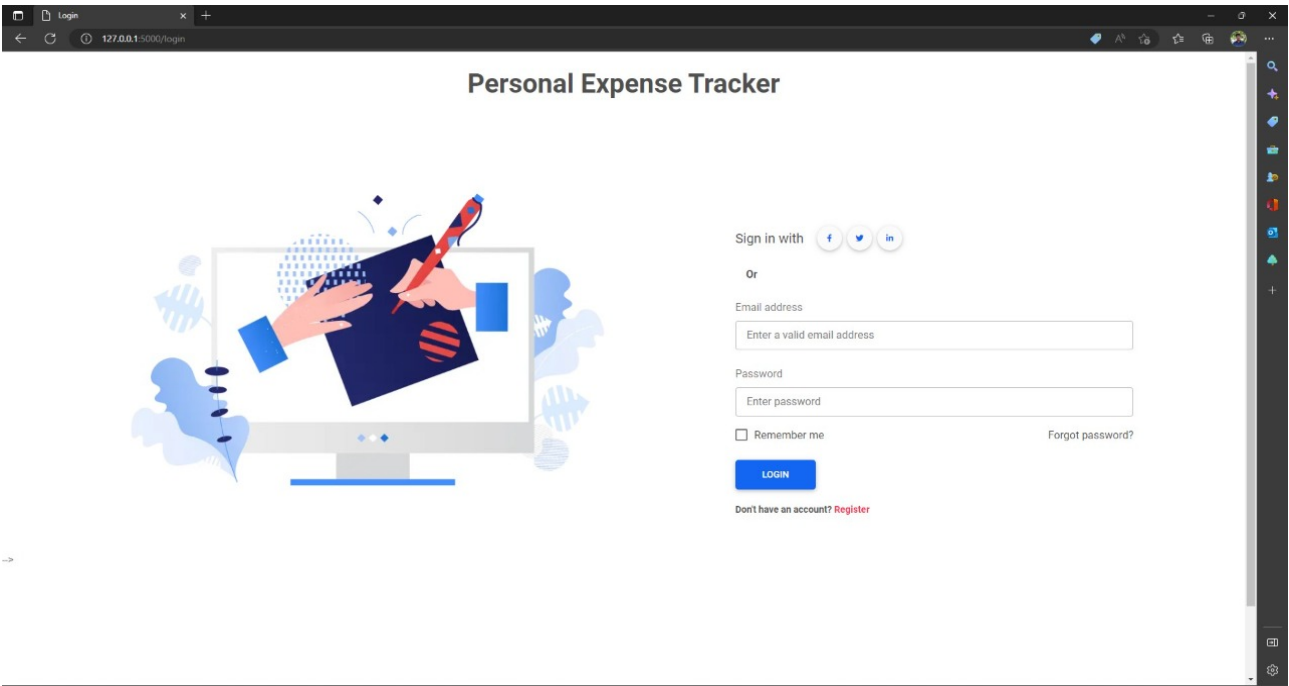 Login
127.0.0.1:5000/login
Personal Expense Tracker
Sign in with f in
Or
Email address
Enter a valid email address
Password
Enter password
Remember me Forgot password?
LOGIN
Don't have an account? Register
-->